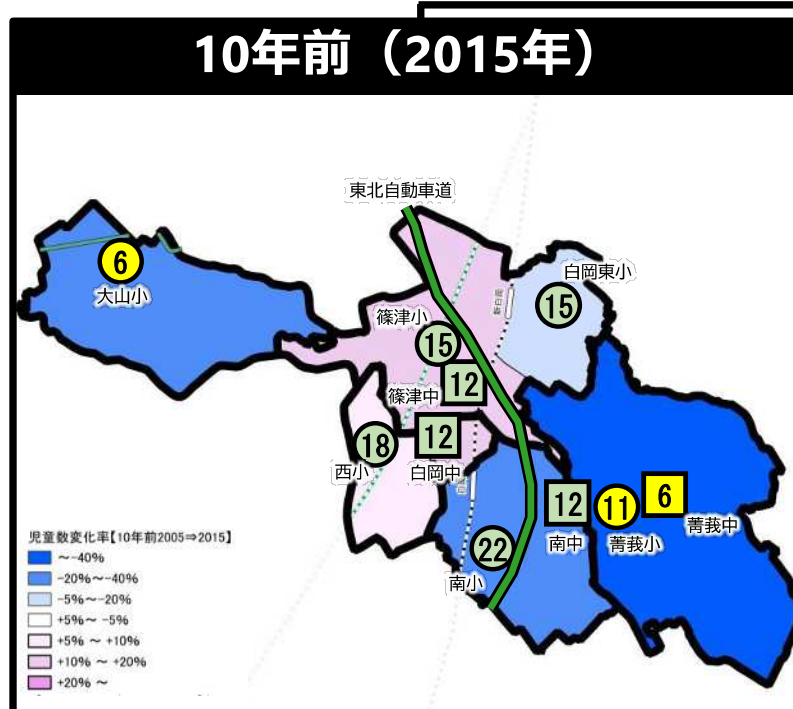 10年前（2015年）
東北自動車道
6
大山小
白岡東小
15
新白岡
篠津小
15
篠津中
12
18
西小
12
白岡中
12
南中
11
菁莪小
6
菁莪中
22
南小
児童数変化率【10年前2005⇒2015】
～-40%
-20%～-40%
-5%～-20%
+5%～ -5%
+5% ～ +10%
+10% ～ +20%
+20% ～